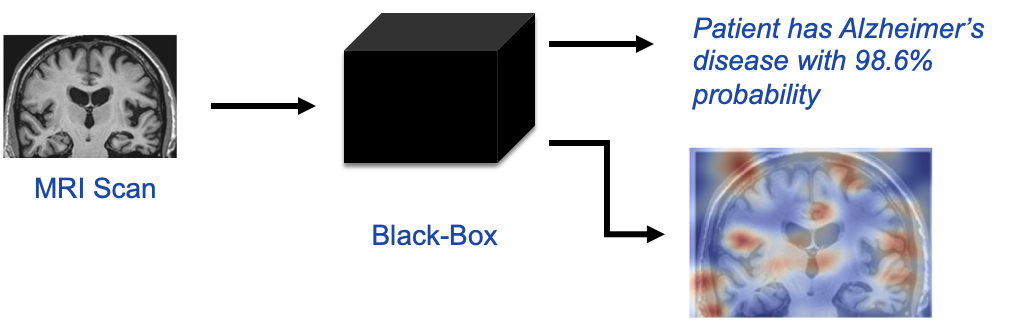 Patient has Alzheimer’s
disease with 98.6%
probability
MRI Scan
Black-Box